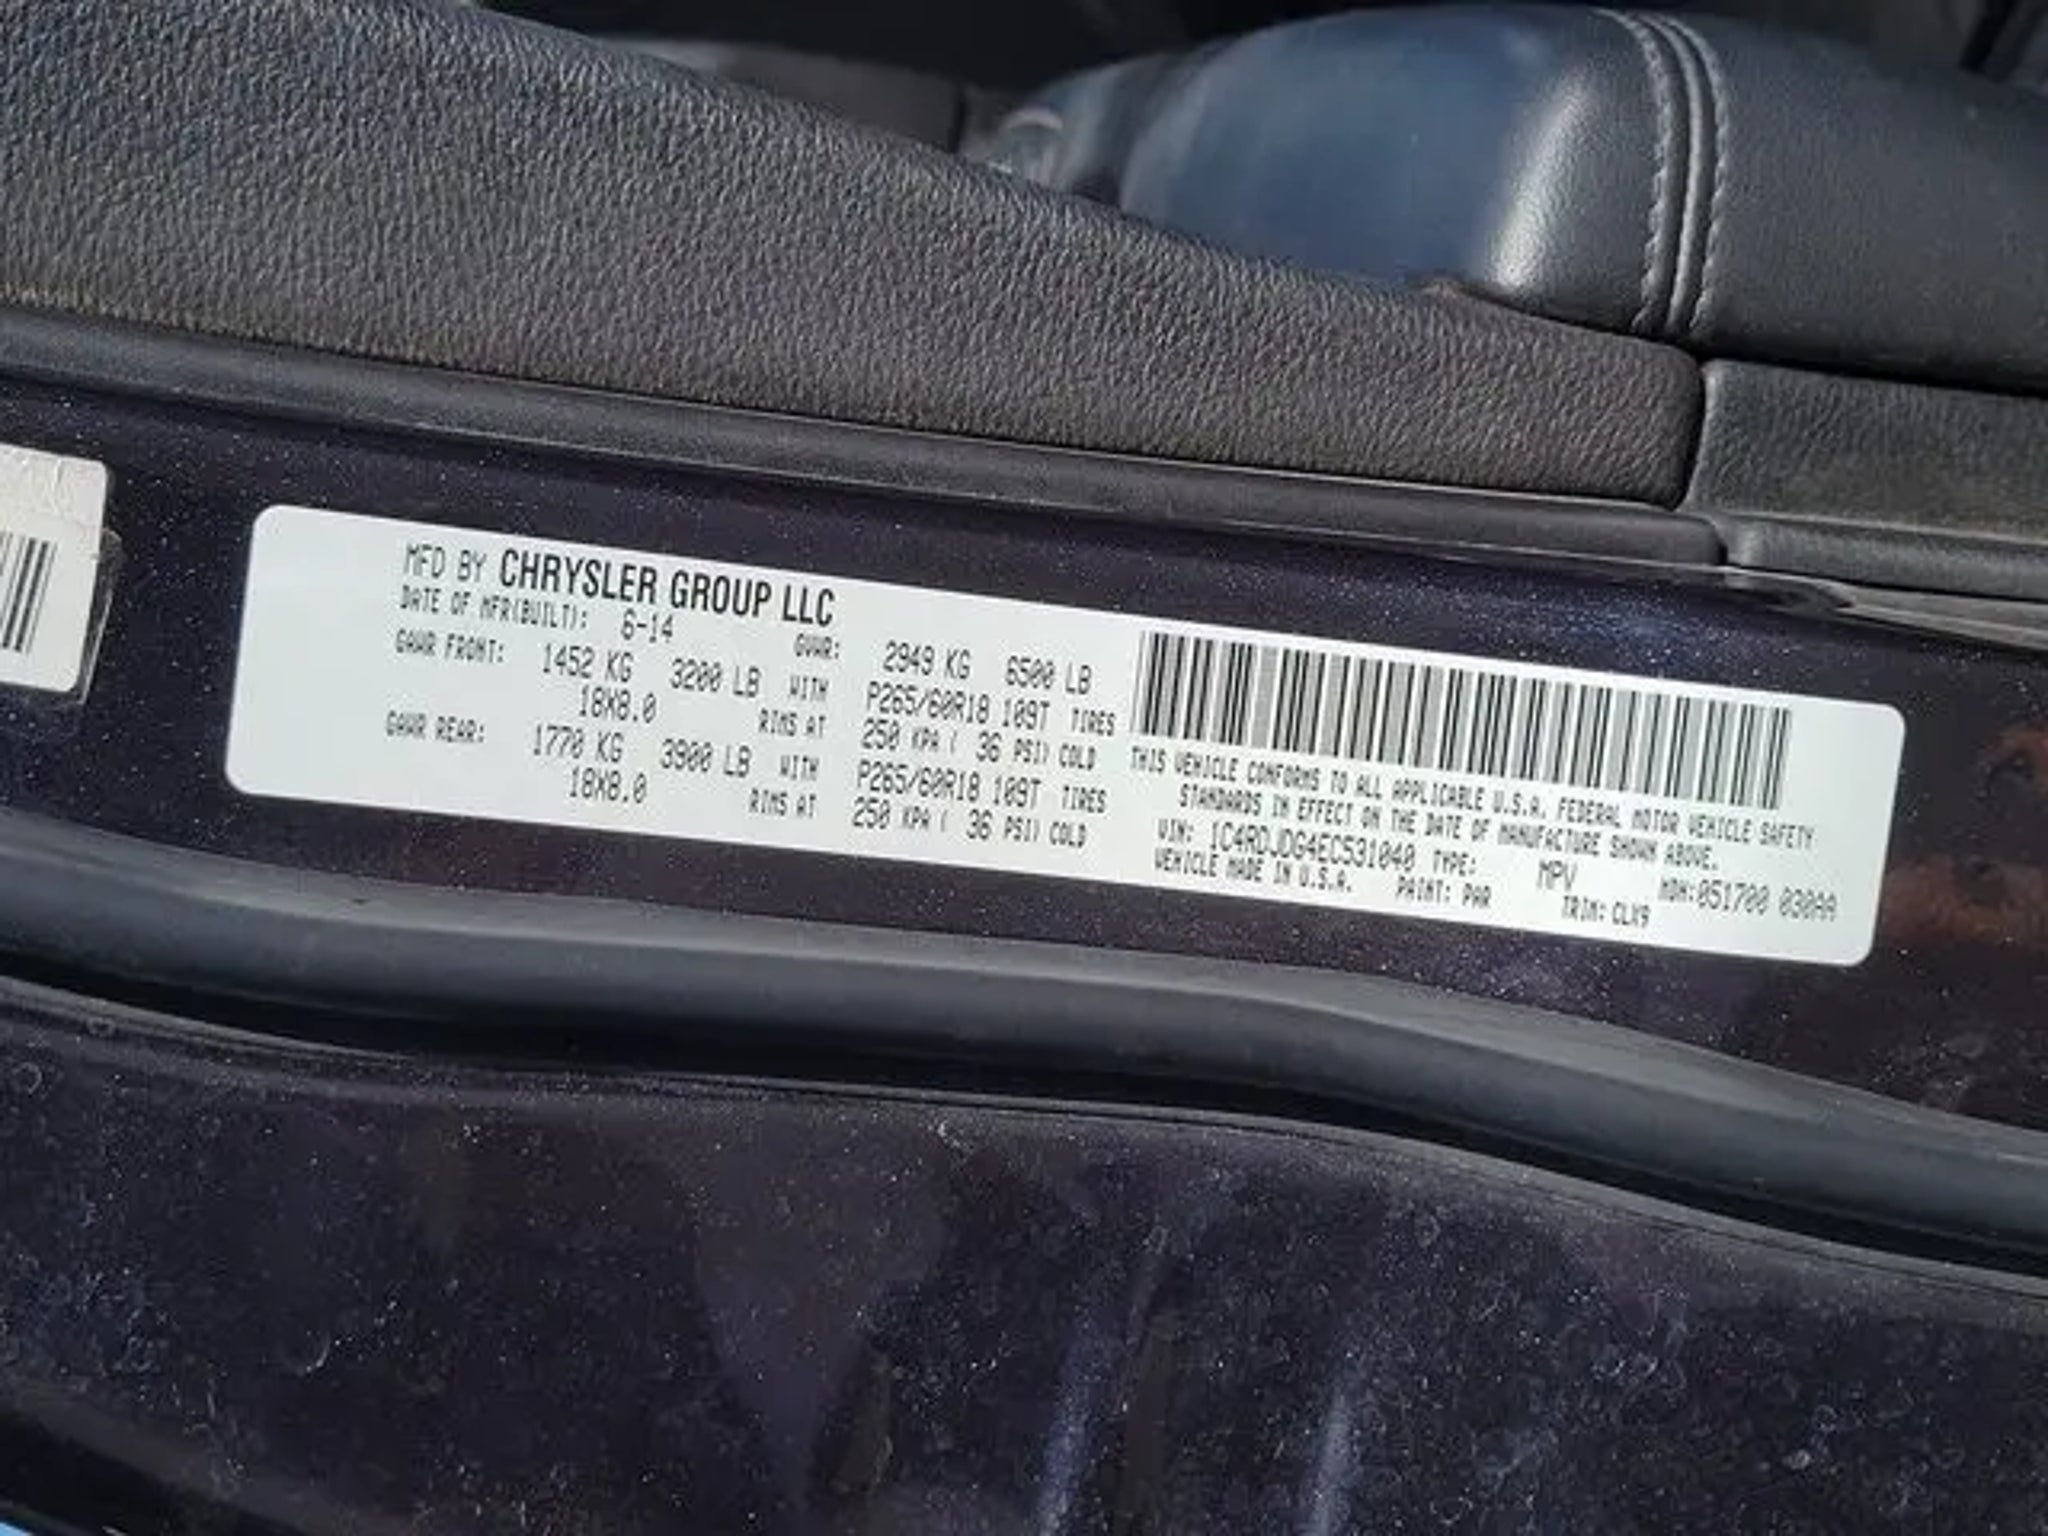 MFD BY CHRYSLER GROUP LLC
DATE OF MFR(BUILT): 6-14 GVWR: 2949 KG 6500 LB
GAWR FRONT: 1452 KG 3200 LB WITH P265/60R18 109T TIRES
18X8.0 RIMS AT 250 KPA ( 36 PSI) COLD
GAWR REAR: 1770 KG 3900 LB WITH P265/60R18 109T TIRES
18X8.0 RIMS AT 250 KPA ( 36 PSI) COLD
THIS VEHICLE CONFORMS TO ALL APPLICABLE U.S.A. FEDERAL MOTOR VEHICLE SAFETY
STANDARDS IN EFFECT ON THE DATE OF MANUFACTURE SHOWN ABOVE.
VIN: 1C4RDJDG4EC531040 TYPE: MPV MDH:051700 030AA
VEHICLE MADE IN U.S.A. PAINT: PAR TRIM: CLX9